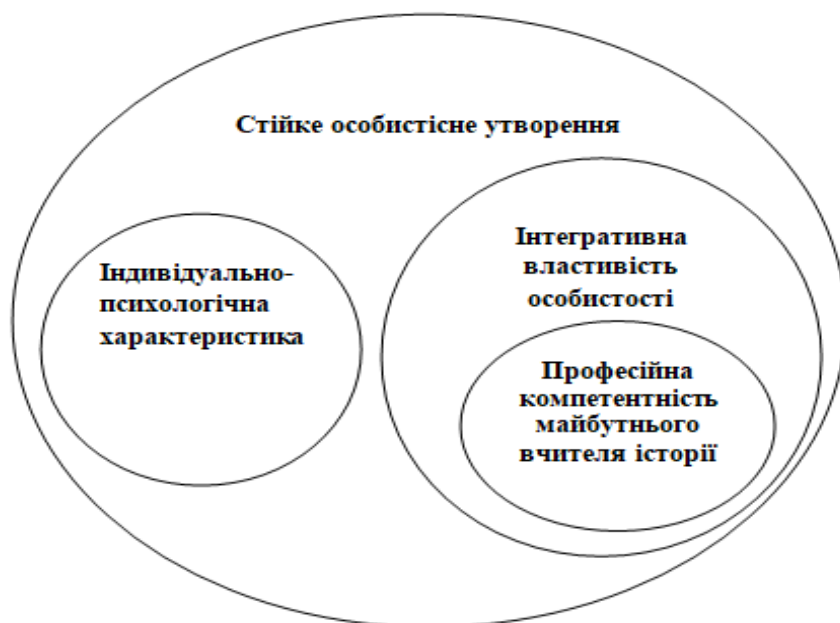 Стійке особистісне утворення
Індивідуально-
психологічна
характеристика
Інтегративна
властивість
особистості
Професійна
компетентність
майбутнього
вчителя історії